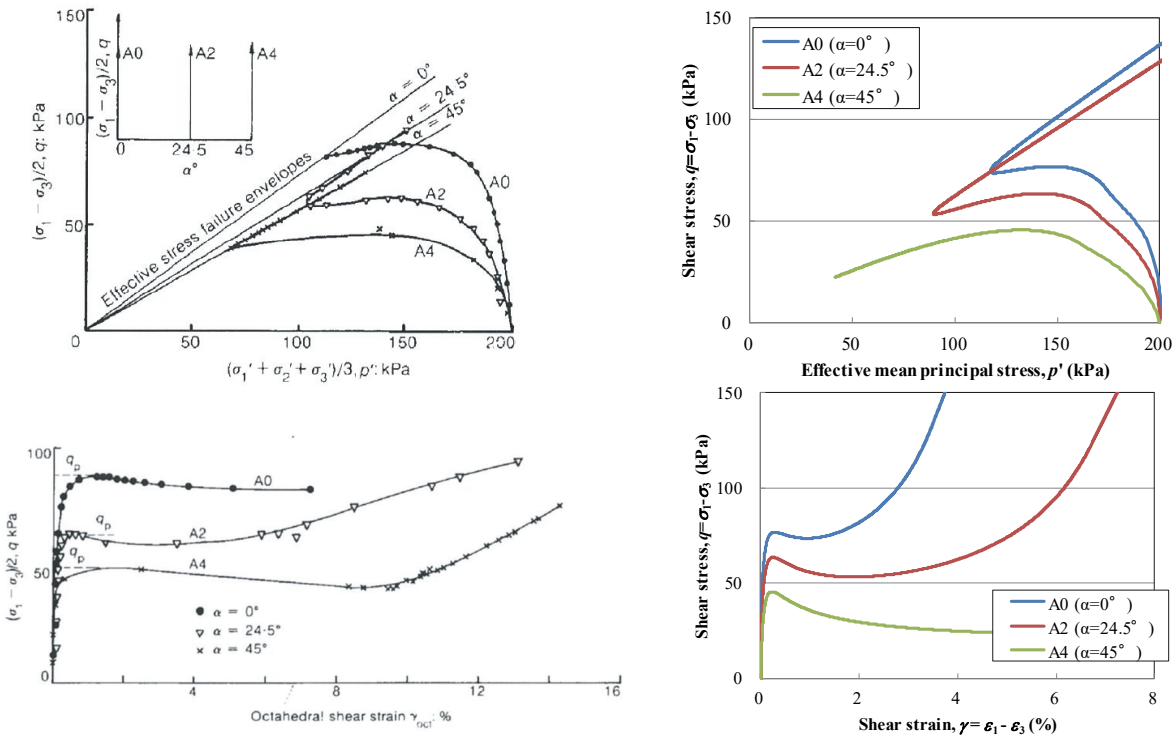 (σ₁ − σ₃)/2, q
A0
A2
A4
0
24·5
45
α°
(σ₁ − σ₃)/2, q: kPa
150
100
50
0
Effective stress failure envelopes
α = 0°
α = 24·5°
α = 45°
A0
A2
A4
0
50
100
150
200
(σ₁′ + σ₂′ + σ₃′)/3, p′: kPa
Shear stress, q=σ₁-σ₃ (kPa)
150
100
50
0
A0 (α=0° )
A2 (α=24.5° )
A4 (α=45° )
0
50
100
150
200
Effective mean principal stress, p' (kPa)
(σ₁ − σ₃)/2, q kPa
100
50
0
qₚ
qₚ
qₚ
A0
A2
A4
α = 0°
α = 24·5°
α = 45°
0
4
8
12
16
Octahedral shear strain γₒcₜ: %
Shear stress, q=σ₁-σ₃ (kPa)
150
100
50
0
A0 (α=0° )
A2 (α=24.5° )
A4 (α=45° )
0
2
4
6
8
Shear strain, γ = ε₁ - ε₃ (%)